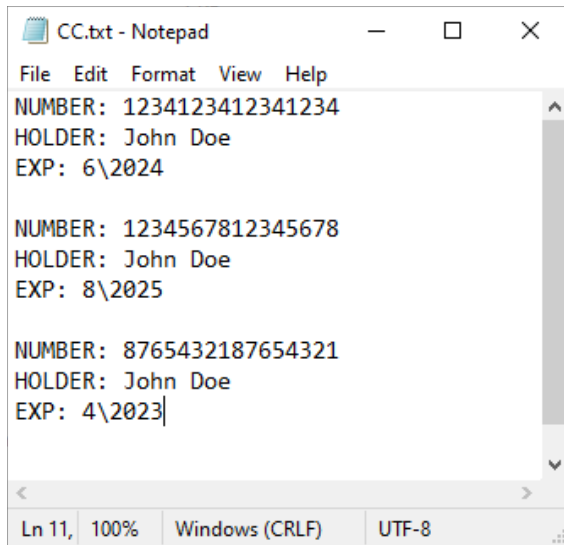 CC.txt - Notepad
File Edit Format View Help
NUMBER: 1234123412341234
HOLDER: John Doe
EXP: 6\2024
NUMBER: 1234567812345678
HOLDER: John Doe
EXP: 8\2025
NUMBER: 8765432187654321
HOLDER: John Doe
EXP: 4\2023
Ln 11, 100% Windows (CRLF) UTF-8